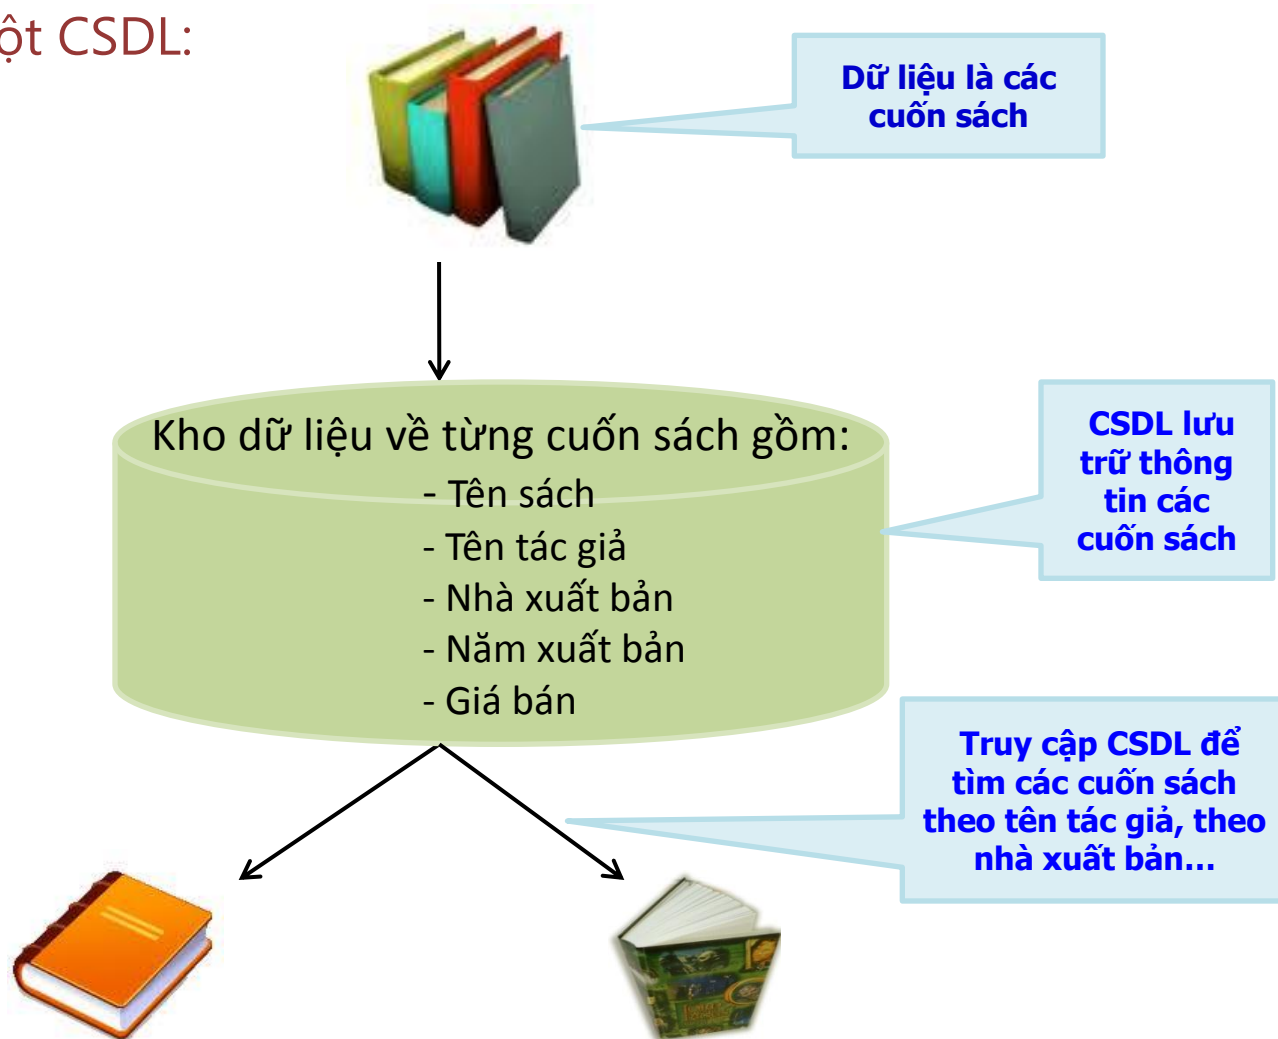 ột CSDL:
Dữ liệu là các
cuốn sách
Kho dữ liệu về từng cuốn sách gồm:
- Tên sách
- Tên tác giả
- Nhà xuất bản
- Năm xuất bản
- Giá bán
CSDL lưu
trữ thông
tin các
cuốn sách
Truy cập CSDL để
tìm các cuốn sách
theo tên tác giả, theo
nhà xuất bản...